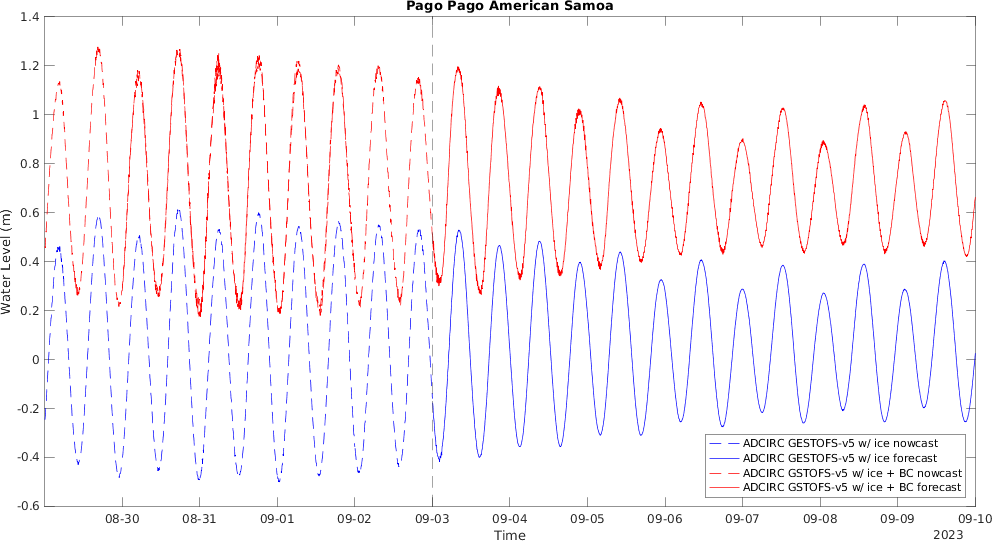 Pago Pago American Samoa
1.4
1.2
1
0.8
0.6
0.4
0.2
0
-0.2
-0.4
-0.6
Water Level (m)
08-30 08-31 09-01 09-02 09-03 09-04 09-05 09-06 09-07 09-08 09-09 09-10
Time
2023
ADCIRC GESTOFS-v5 w/ ice nowcast
ADCIRC GESTOFS-v5 w/ ice forecast
ADCIRC GSTOFS-v5 w/ ice + BC nowcast
ADCIRC GSTOFS-v5 w/ ice + BC forecast